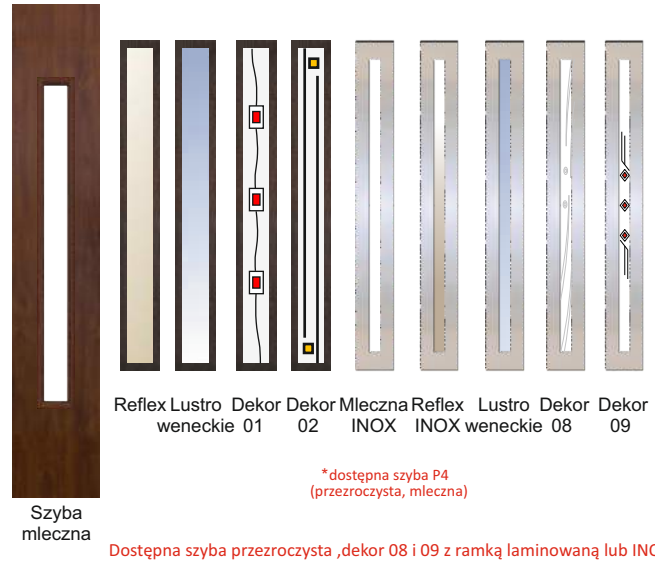 Reflex Lustro Dekor Dekor Mleczna Reflex Lustro Dekor Dekor
weneckie 01 02 INOX INOX weneckie 08 09
*dostępna szyba P4
(przezroczysta, mleczna)
Szyba
mleczna
Dostępna szyba przezroczysta ,dekor 08 i 09 z ramką laminowaną lub